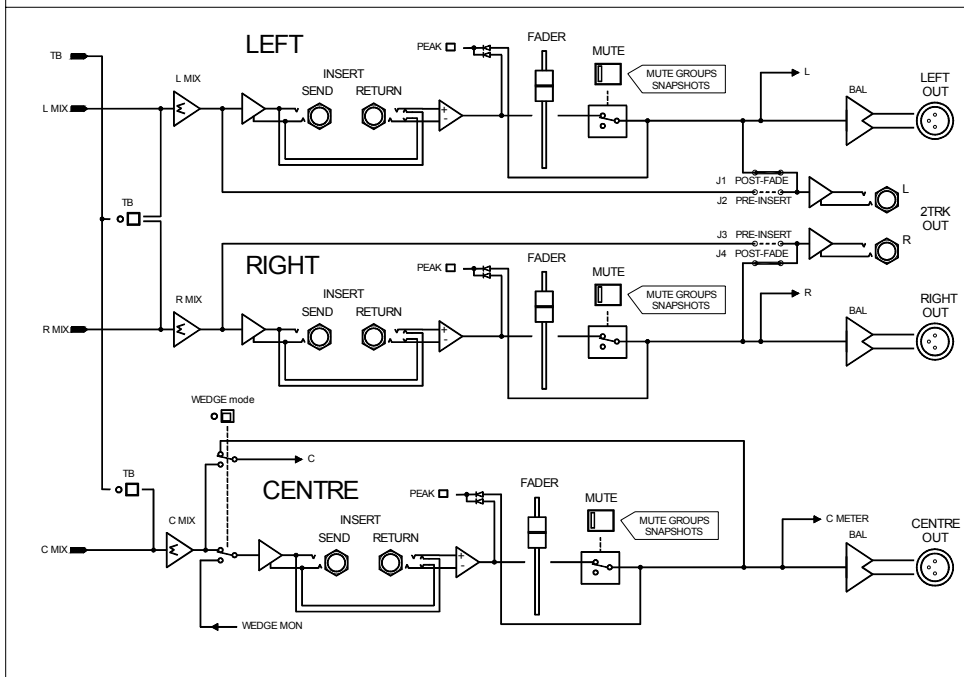 TB
LEFT
PEAK
FADER
MUTE
MUTE GROUPS
SNAPSHOTS
L
LEFT
OUT
L MIX
L MIX
INSERT
SEND
RETURN
+
-
BAL
J1 POST-FADE
J2 PRE-INSERT
L
2TRK
OUT
TB
J3 PRE-INSERT
J4 POST-FADE
R
RIGHT
PEAK
FADER
MUTE
MUTE GROUPS
SNAPSHOTS
R
RIGHT
OUT
R MIX
R MIX
INSERT
SEND
RETURN
+
-
BAL
WEDGE mode
C
TB
CENTRE
PEAK
FADER
MUTE
MUTE GROUPS
SNAPSHOTS
C METER
CENTRE
OUT
C MIX
C MIX
INSERT
SEND
RETURN
+
-
BAL
WEDGE MON